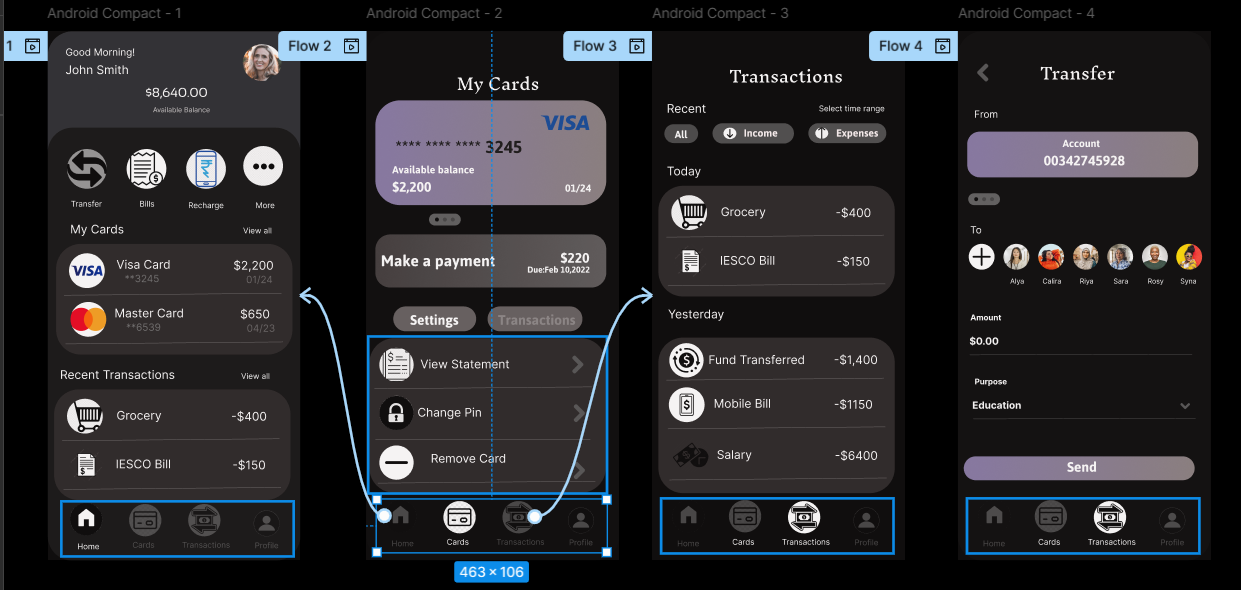 Android Compact - 1
Android Compact - 2
Android Compact - 3
Android Compact - 4
1
Flow 2
Flow 3
Flow 4
Good Morning!
John Smith
$8,640.00
Available Balance
Transfer
Bills
Recharge
More
My Cards
View all
VISA
Visa Card
**3245
$2,200
01/24
Master Card
**6539
$650
04/23
Recent Transactions
View all
Grocery
-$400
IESCO Bill
-$150
Home
Cards
Transactions
Profile
My Cards
VISA
**** **** **** 3245
Available balance
$2,200
01/24
Make a payment
$220
Due:Feb 10,2022
Settings
Transactions
View Statement
Change Pin
Remove Card
Home
Cards
Transactions
Profile
463 × 106
Transactions
Recent
Select time range
All
Income
Expenses
Today
Grocery
-$400
IESCO Bill
-$150
Yesterday
Fund Transferred
-$1,400
Mobile Bill
-$1150
Salary
-$6400
Home
Cards
Transactions
Profile
Transfer
From
Account
00342745928
To
Alya
Calira
Riya
Sara
Rosy
Syna
Amount
$0.00
Purpose
Education
Send
Home
Cards
Transactions
Profile